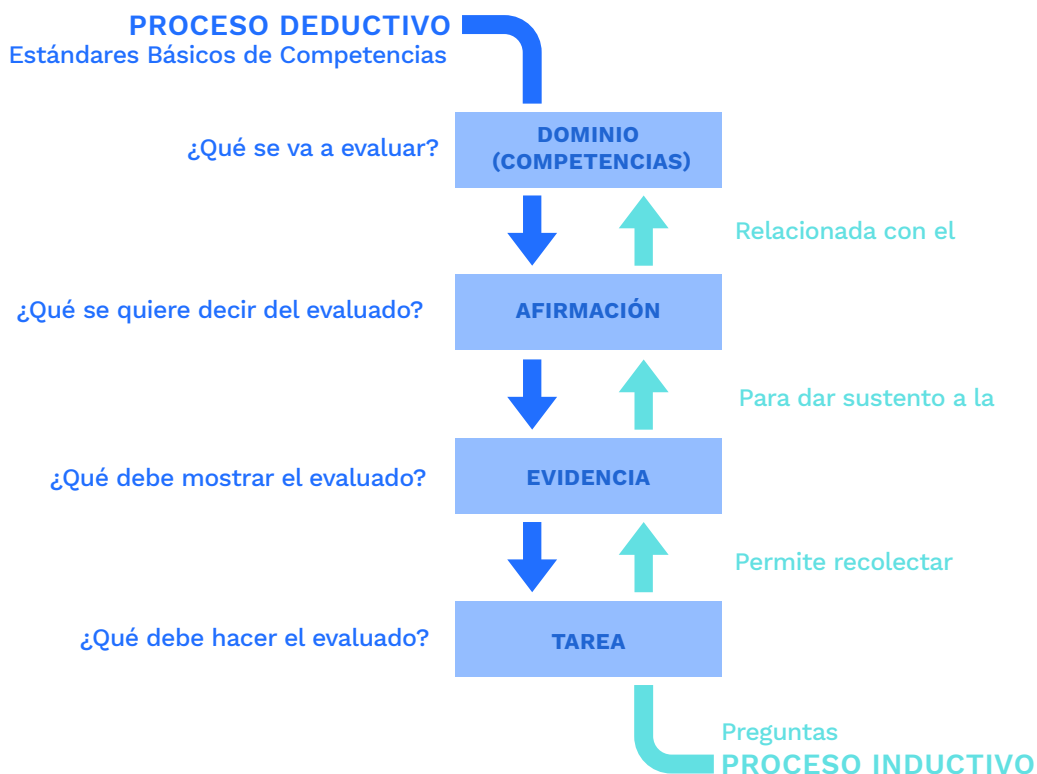 PROCESO DEDUCTIVO
Estándares Básicos de Competencias
¿Qué se va a evaluar?
DOMINIO
(COMPETENCIAS)
Relacionada con el
¿Qué se quiere decir del evaluado?
AFIRMACIÓN
Para dar sustento a la
¿Qué debe mostrar el evaluado?
EVIDENCIA
Permite recolectar
¿Qué debe hacer el evaluado?
TAREA
Preguntas
PROCESO INDUCTIVO